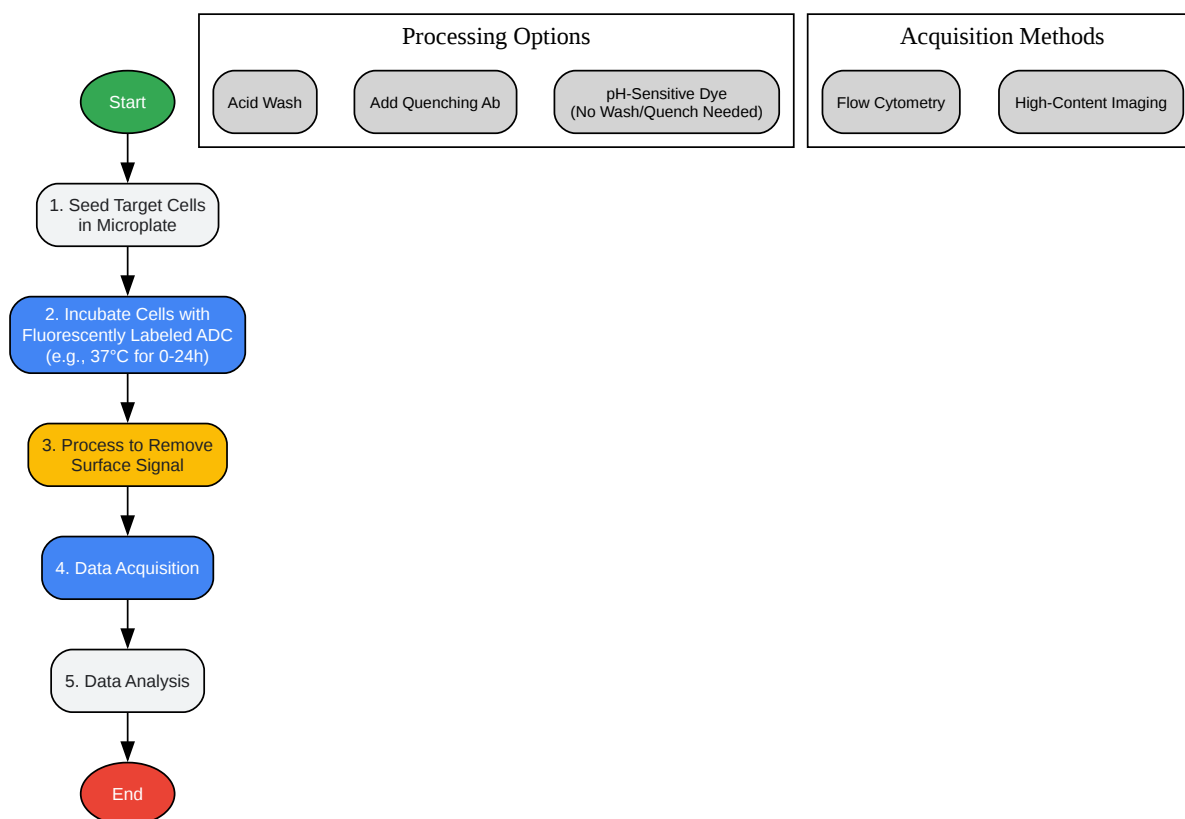 Processing Options
Acquisition Methods
Start
Acid Wash
Add Quenching Ab
pH-Sensitive Dye
(No Wash/Quench Needed)
Flow Cytometry
High-Content Imaging
1. Seed Target Cells
in Microplate
2. Incubate Cells with
Fluorescently Labeled ADC
(e.g., 37°C for 0-24h)
3. Process to Remove
Surface Signal
4. Data Acquisition
5. Data Analysis
End